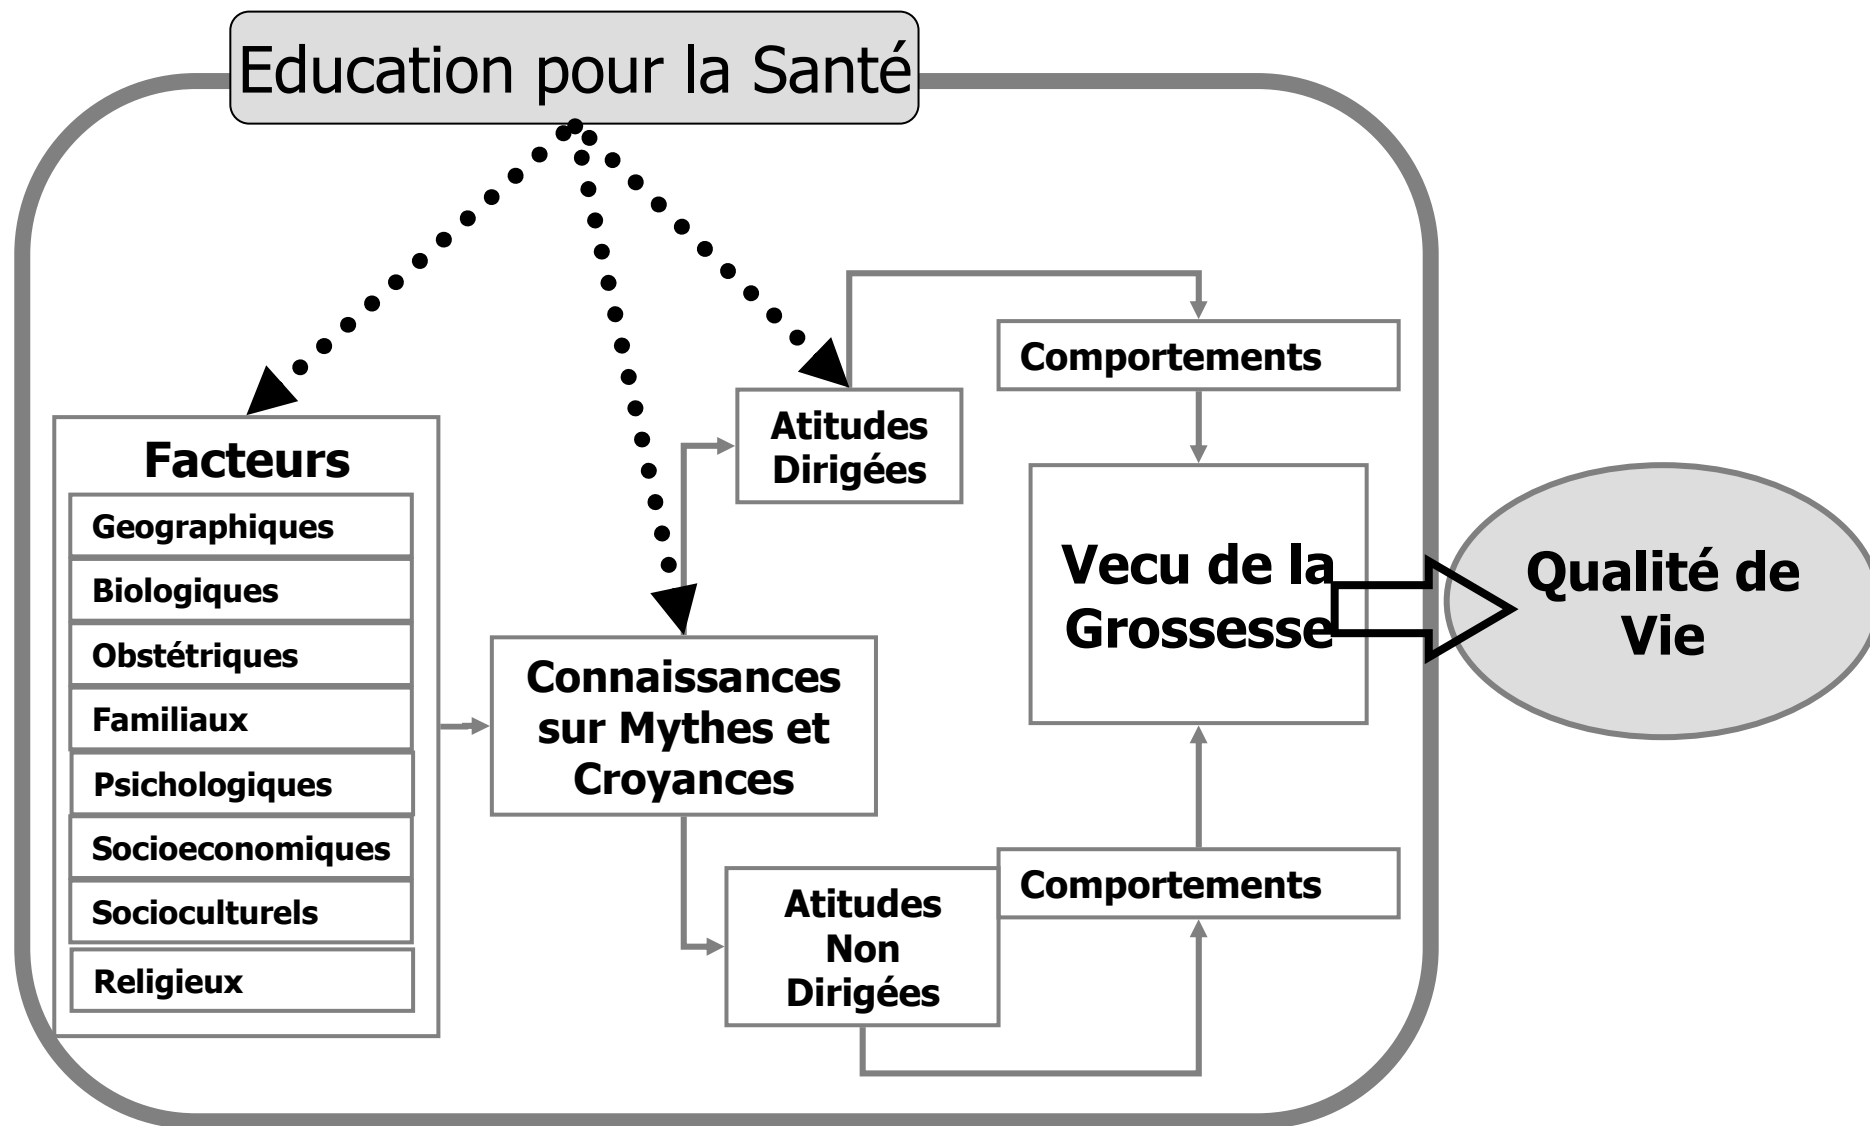 Education pour la Santé
Facteurs
Geographiques
Biologiques
Obstétriques
Familiaux
Psichologiques
Socioeconomiques
Socioculturels
Religieux
Connaissances
sur Mythes et
Croyances
Atitudes
Dirigées
Atitudes
Non
Dirigées
Comportements
Vecu de la
Grossesse
Comportements
Qualité de
Vie